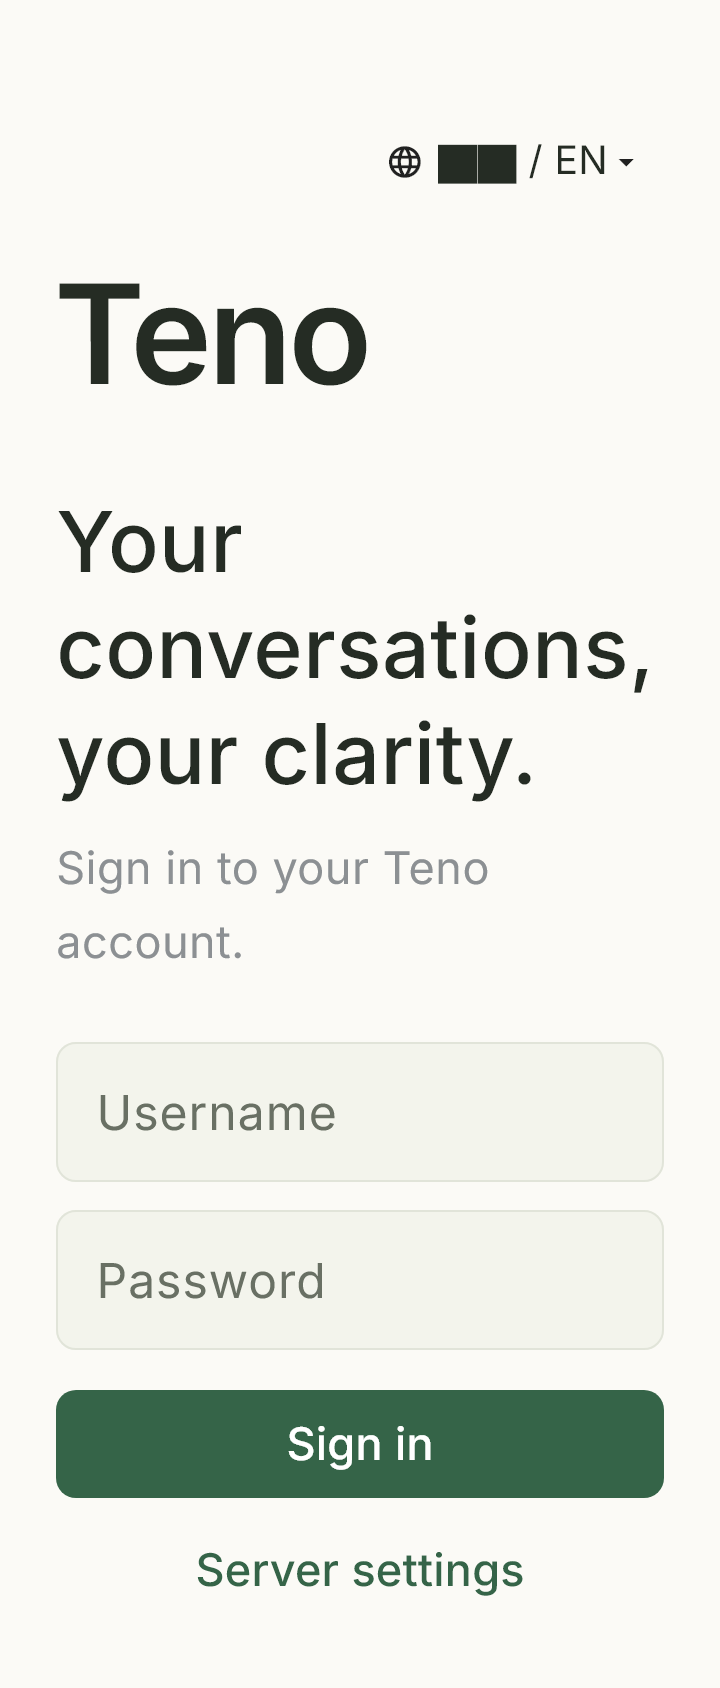 / EN
Teno
Your
conversations,
your clarity.
Sign in to your Teno
account.
Username
Password
Sign in
Server settings